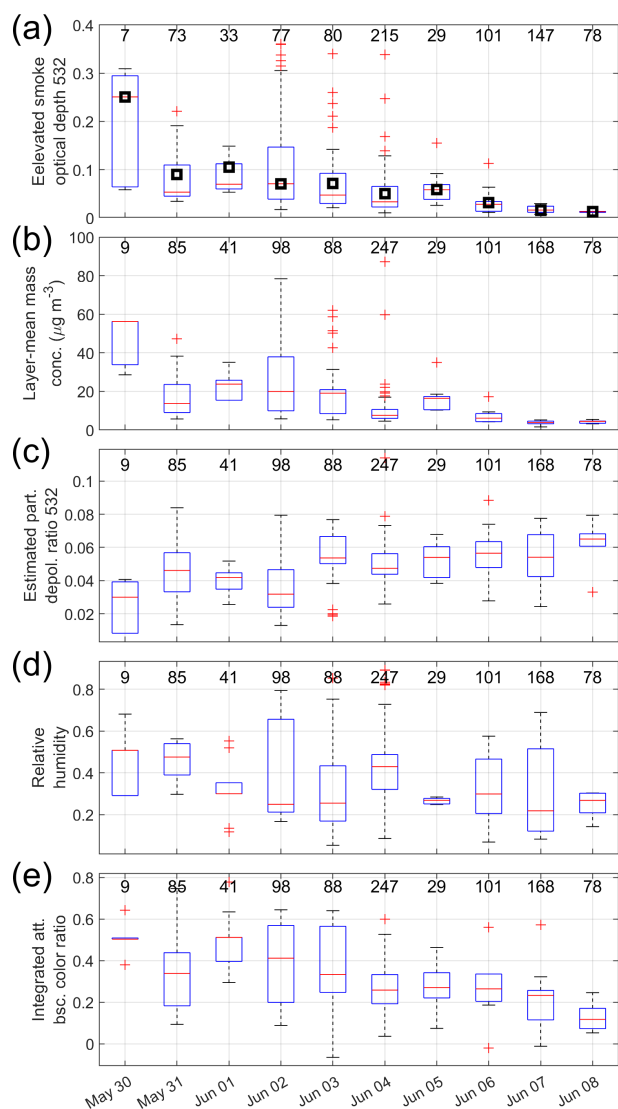 (a)
7 73 33 77 80 215 29 101 147 78
Eelevated smoke
optical depth 532
0.4
0.3
0.2
0.1
0
(b)
9 41 98 88 247 29 101 168 78
Layer-mean mass
conc. (μg m-3)
100
80
60
40
20
0
(c)
9 85 41 98 88 247 29 101 168 78
Estimated part.
depol. ratio 532
0.1
0.08
0.06
0.04
0.02
(d)
9 85 41 98 88 247 29 101 168 78
Relative
humidity
0.8
0.6
0.4
0.2
(e)
9 85 41 98 88 247 29 101 168 78
Integrated att.
bsc. color ratio
0.8
0.6
0.4
0.2
0
May 30 May 31 Jun 01 Jun 02 Jun 03 Jun 04 Jun 05 Jun 06 Jun 07 Jun 08